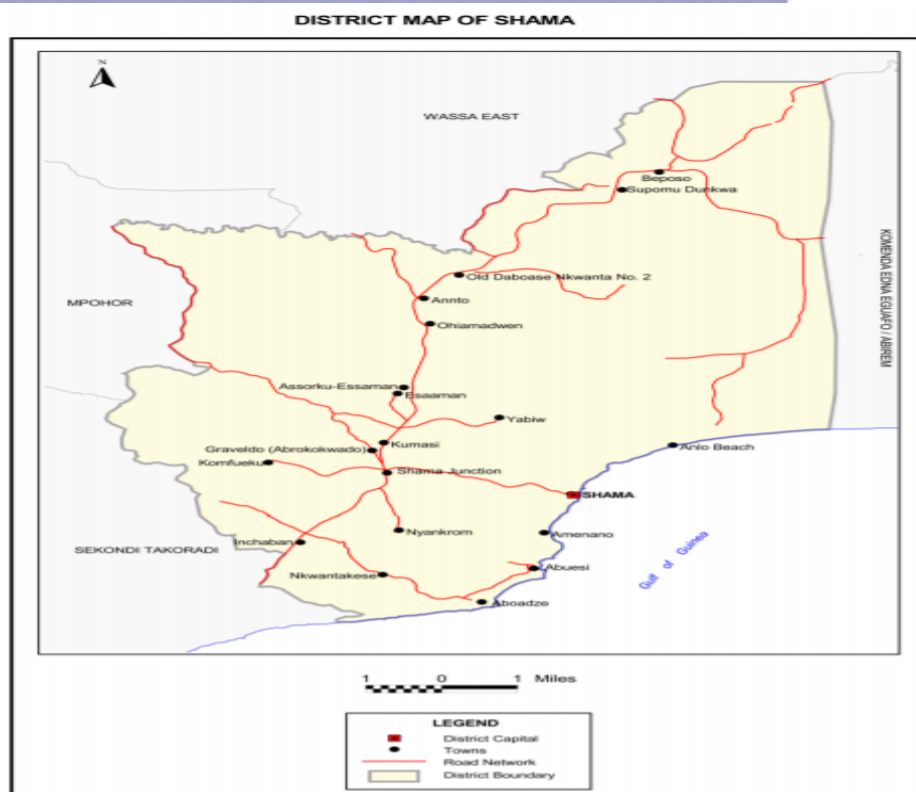 DISTRICT MAP OF SHAMA
N
WASSA EAST
Beposo
Supomu Dunkwa
KOMENDA EDNA EGUAFO / ABIREM
Old Daboase Nkwanta No. 2
MPOHOR
Annto
Ohiamadwen
Assorku-Essaman
Esaaman
Yabiw
Kumasi
Graveldo (Abrokokwado)
Anlo Beach
Komfueku
Shama Junction
SHAMA
Nyankrom
Amenano
Inchaban
SEKONDI TAKORADI
Gulf of Guinea
Abuesi
Nkwantakese
Aboadze
1 0 1 Miles
LEGEND
District Capital
Towns
Road Network
District Boundary